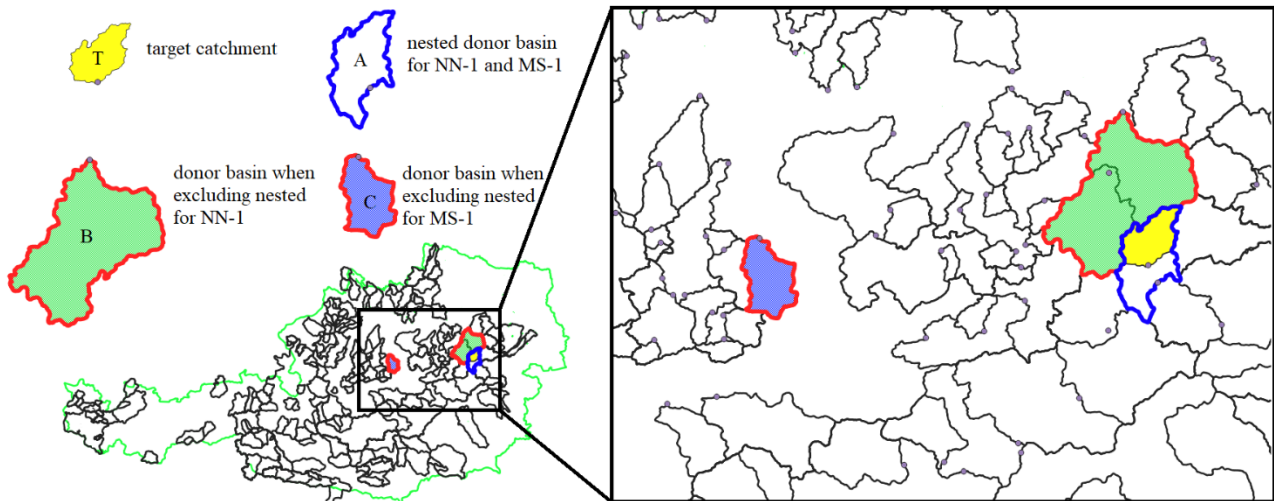 T
target catchment
A
nested donor basin
for NN-1 and MS-1
B
donor basin when
excluding nested
for NN-1
C
donor basin when
excluding nested
for MS-1